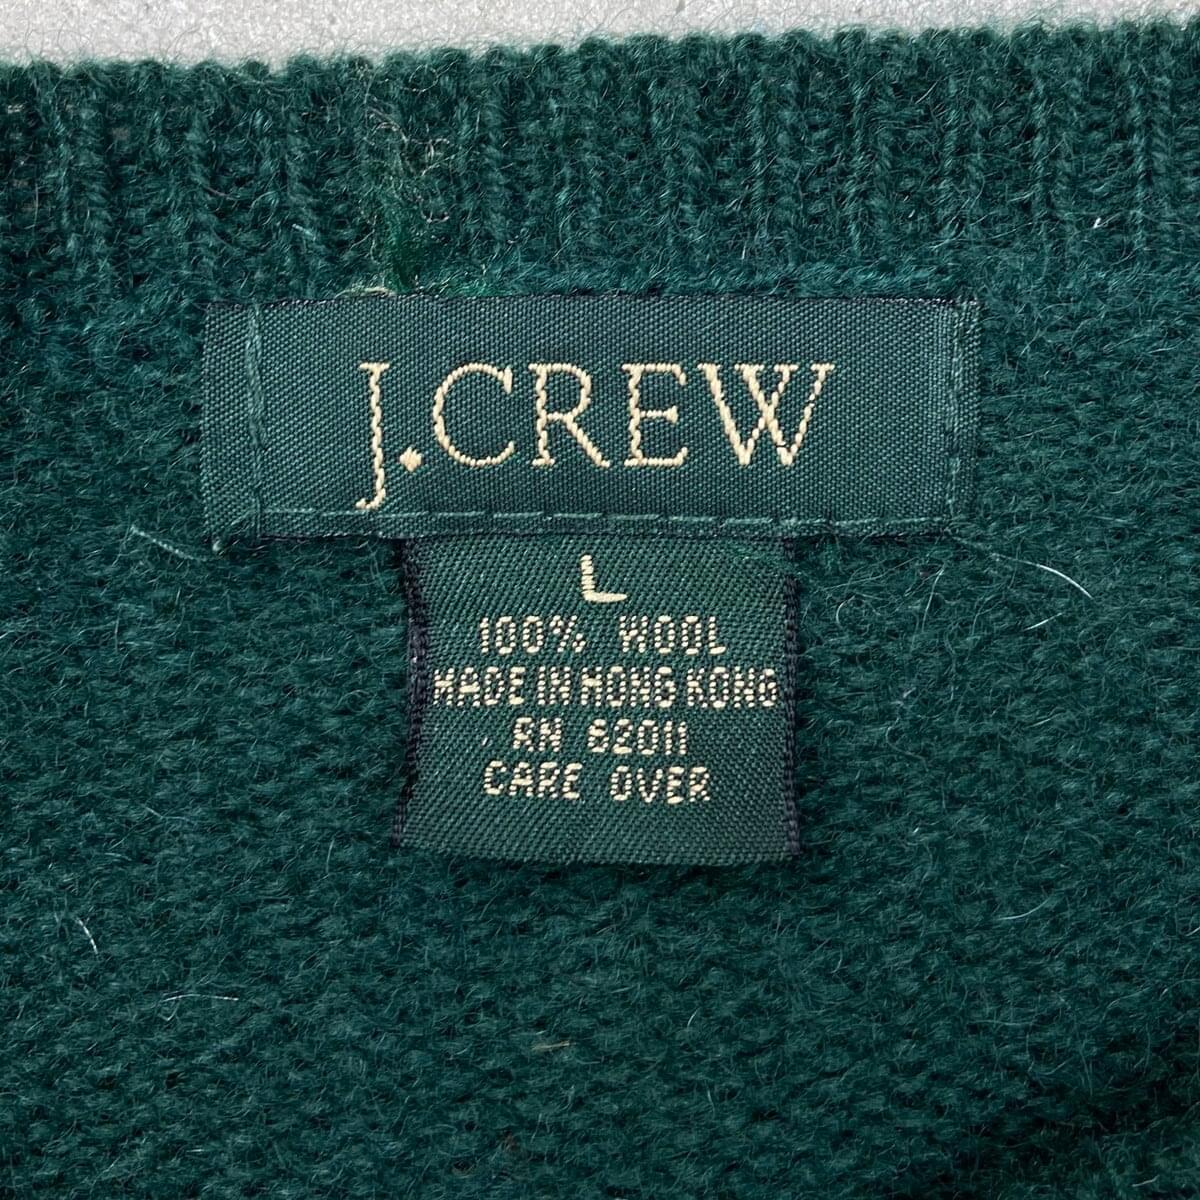 J.CREW
L
100% WOOL
MADE IN HONG KONG
RN 62011
CARE OVER